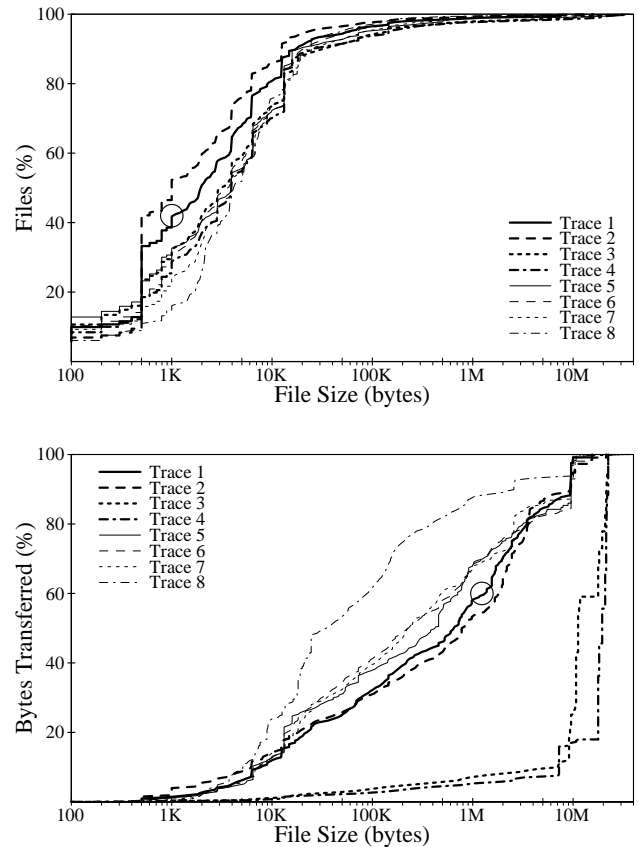 100
80
60
40
20
Files (%)
Trace 1
Trace 2
Trace 3
Trace 4
Trace 5
Trace 6
Trace 7
Trace 8
100 1K 10K 100K 1M 10M
File Size (bytes)
100
80
60
40
20
Bytes Transferred (%)
Trace 1
Trace 2
Trace 3
Trace 4
Trace 5
Trace 6
Trace 7
Trace 8
100 1K 10K 100K 1M 10M
File Size (bytes)